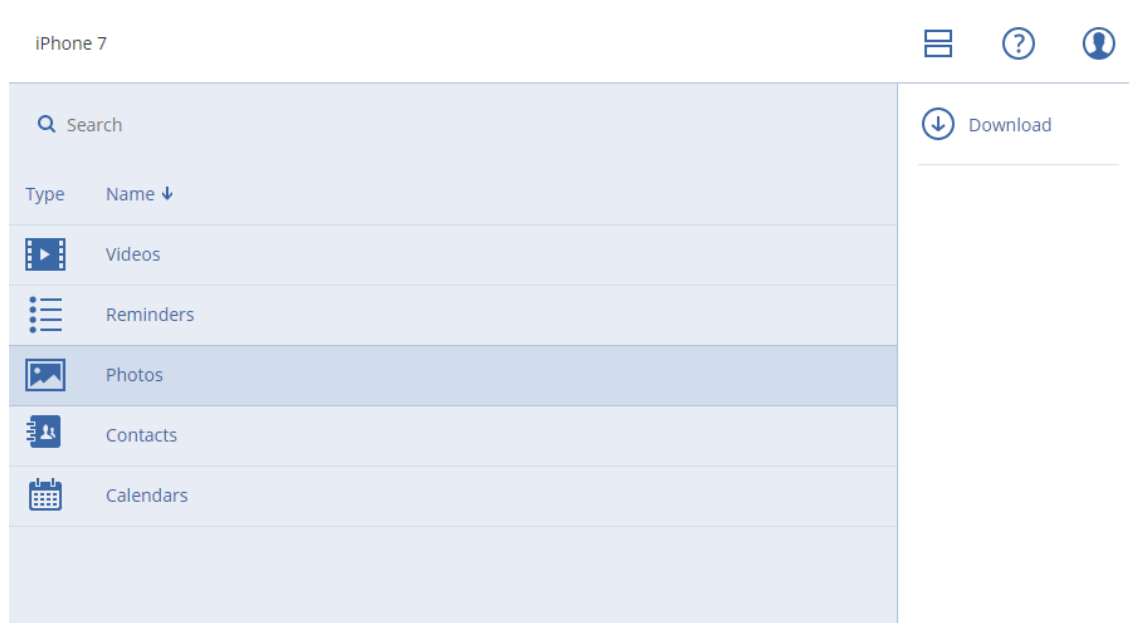 iPhone 7
Search
Download
Type Name
Videos
Reminders
Photos
Contacts
Calendars